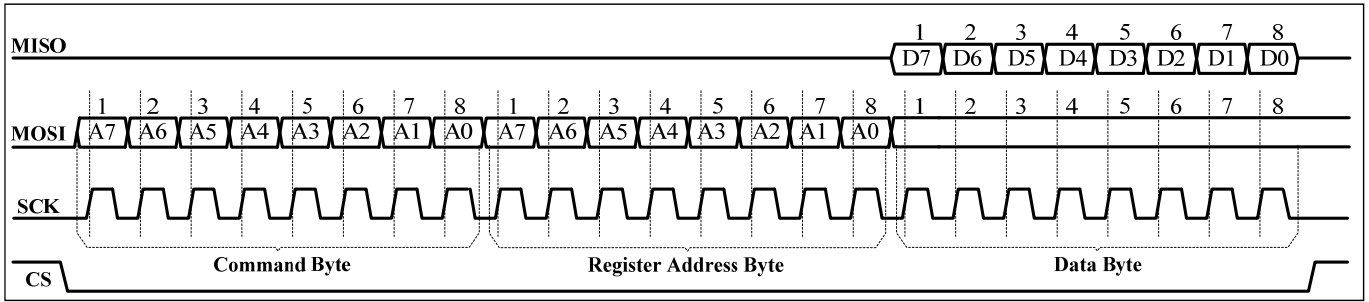 1 2 3 4 5 6 7 8
MISO D7 D6 D5 D4 D3 D2 D1 D0
1 2 3 4 5 6 7 8 1 2 3 4 5 6 7 8 1 2 3 4 5 6 7 8
MOSI A7 A6 A5 A4 A3 A2 A1 A0 A7 A6 A5 A4 A3 A2 A1 A0
SCK
Command Byte Register Address Byte Data Byte
CS